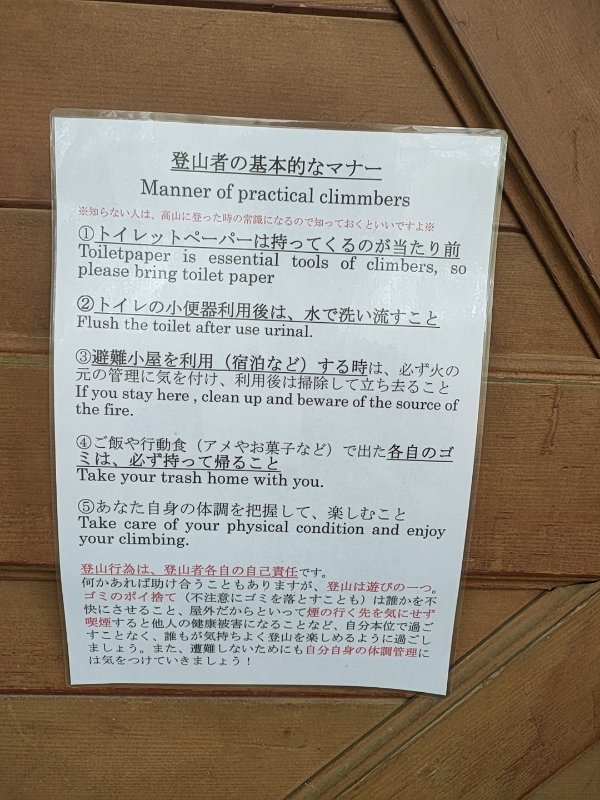 登山者の基本的なマナー
Manner of practical climmbers
※知らない人は、高山に登った時の常識になるので知っておくといいですよ※
①トイレットペーパーは持ってくるのが当たり前
Toiletpaper is essential tools of climbers, so
please bring toilet paper
②トイレの小便器利用後は、水で洗い流すこと
Flush the toilet after use urinal.
③避難小屋を利用（宿泊など）する時は、必ず火の
元の管理に気を付け、利用後は掃除して立ち去ること
If you stay here , clean up and beware of the source of
the fire.
④ご飯や行動食（アメやお菓子など）で出た各自のゴ
ミは、必ず持って帰ること
Take your trash home with you.
⑤あなた自身の体調を把握して、楽しむこと
Take care of your physical condition and enjoy
your climbing.
登山行為は、登山者各自の自己責任です。
何かあれば助け合うこともありますが、登山は遊びの一つ。
ゴミのポイ捨て（不注意にゴミを落とすことも）は誰かを不
快にさせること、屋外だからといって煙の行く先を気にせず
喫煙すると他人の健康被害になることなど、自分本位で過ご
すことなく、誰もが気持ちよく登山を楽しめるように過ごし
ましょう。また、遭難しないためにも自分自身の体調管理に
は気をつけていきましょう！